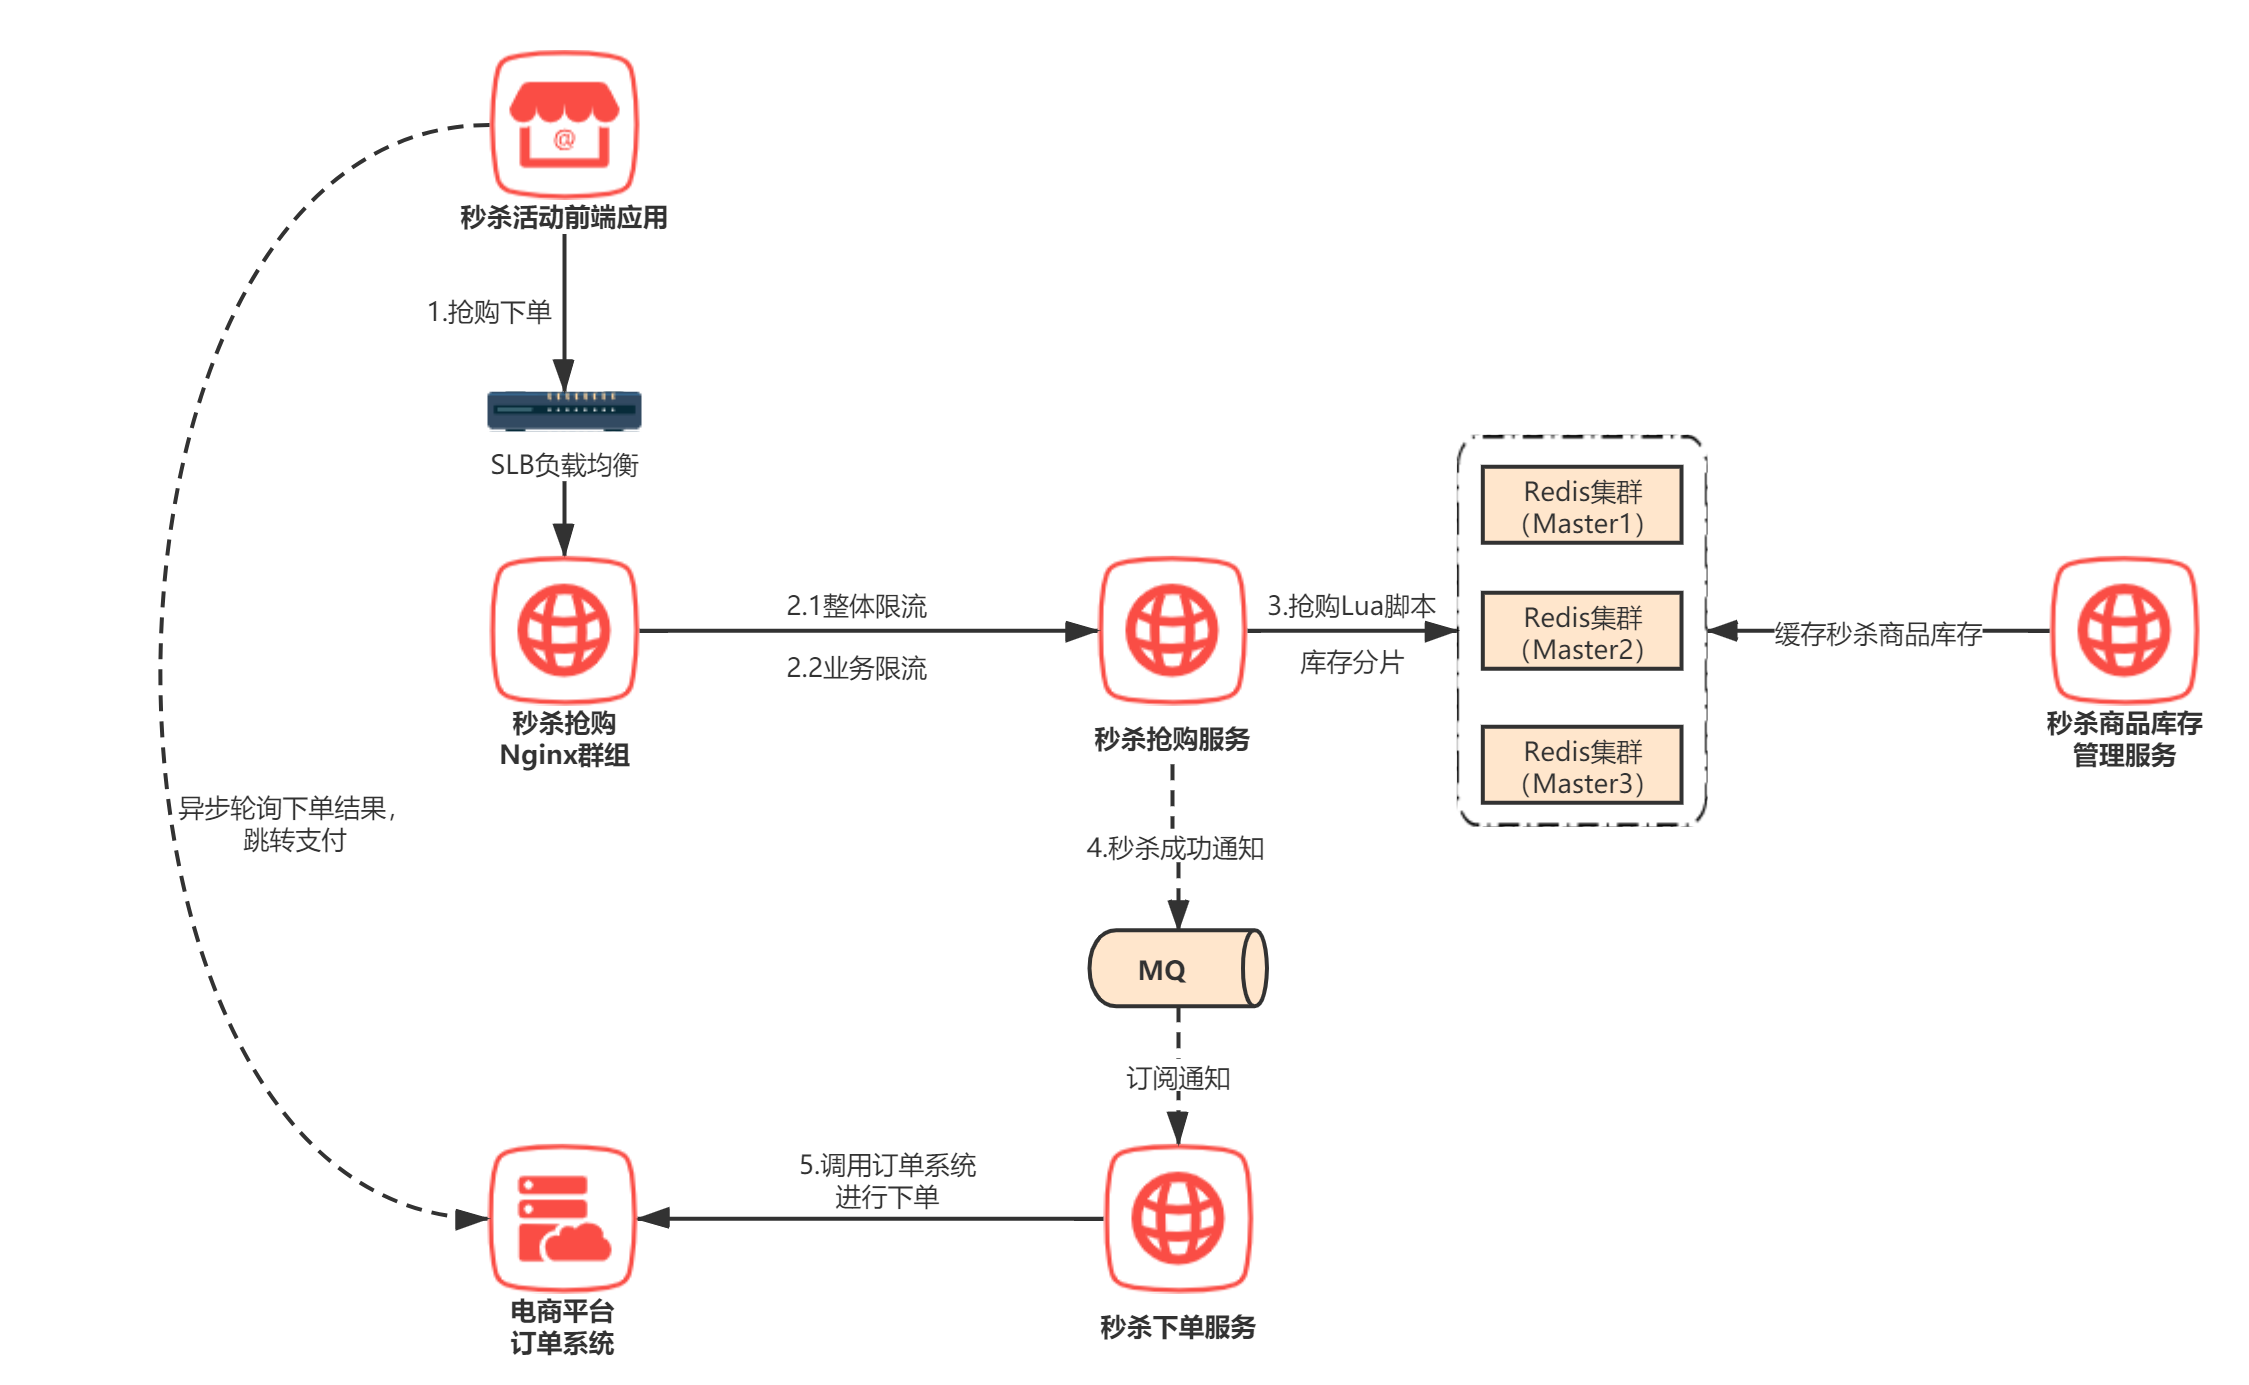 @
秒杀活动前端应用
1.抢购下单
SLB负载均衡
秒杀抢购
Nginx群组
2.1整体限流
2.2业务限流
秒杀抢购服务
3.抢购Lua脚本
库存分片
Redis集群
（Master1）
Redis集群
（Master2）
Redis集群
（Master3）
缓存秒杀商品库存
秒杀商品库存
管理服务
异步轮询下单结果，
跳转支付
4.秒杀成功通知
MQ
订阅通知
5.调用订单系统
进行下单
电商平台
订单系统
秒杀下单服务